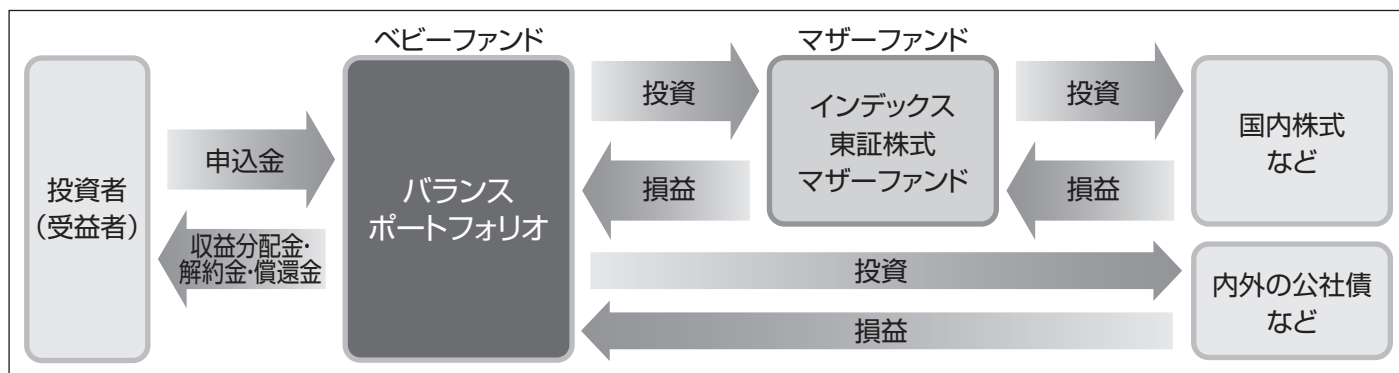 ベビーファンド
マザーファンド
投資者
(受益者)
申込金
収益分配金・
解約金・償還金
バランス
ポートフォリオ
投資
損益
インデックス
東証株式
マザーファンド
投資
損益
国内株式
など
投資
損益
内外の公社債
など